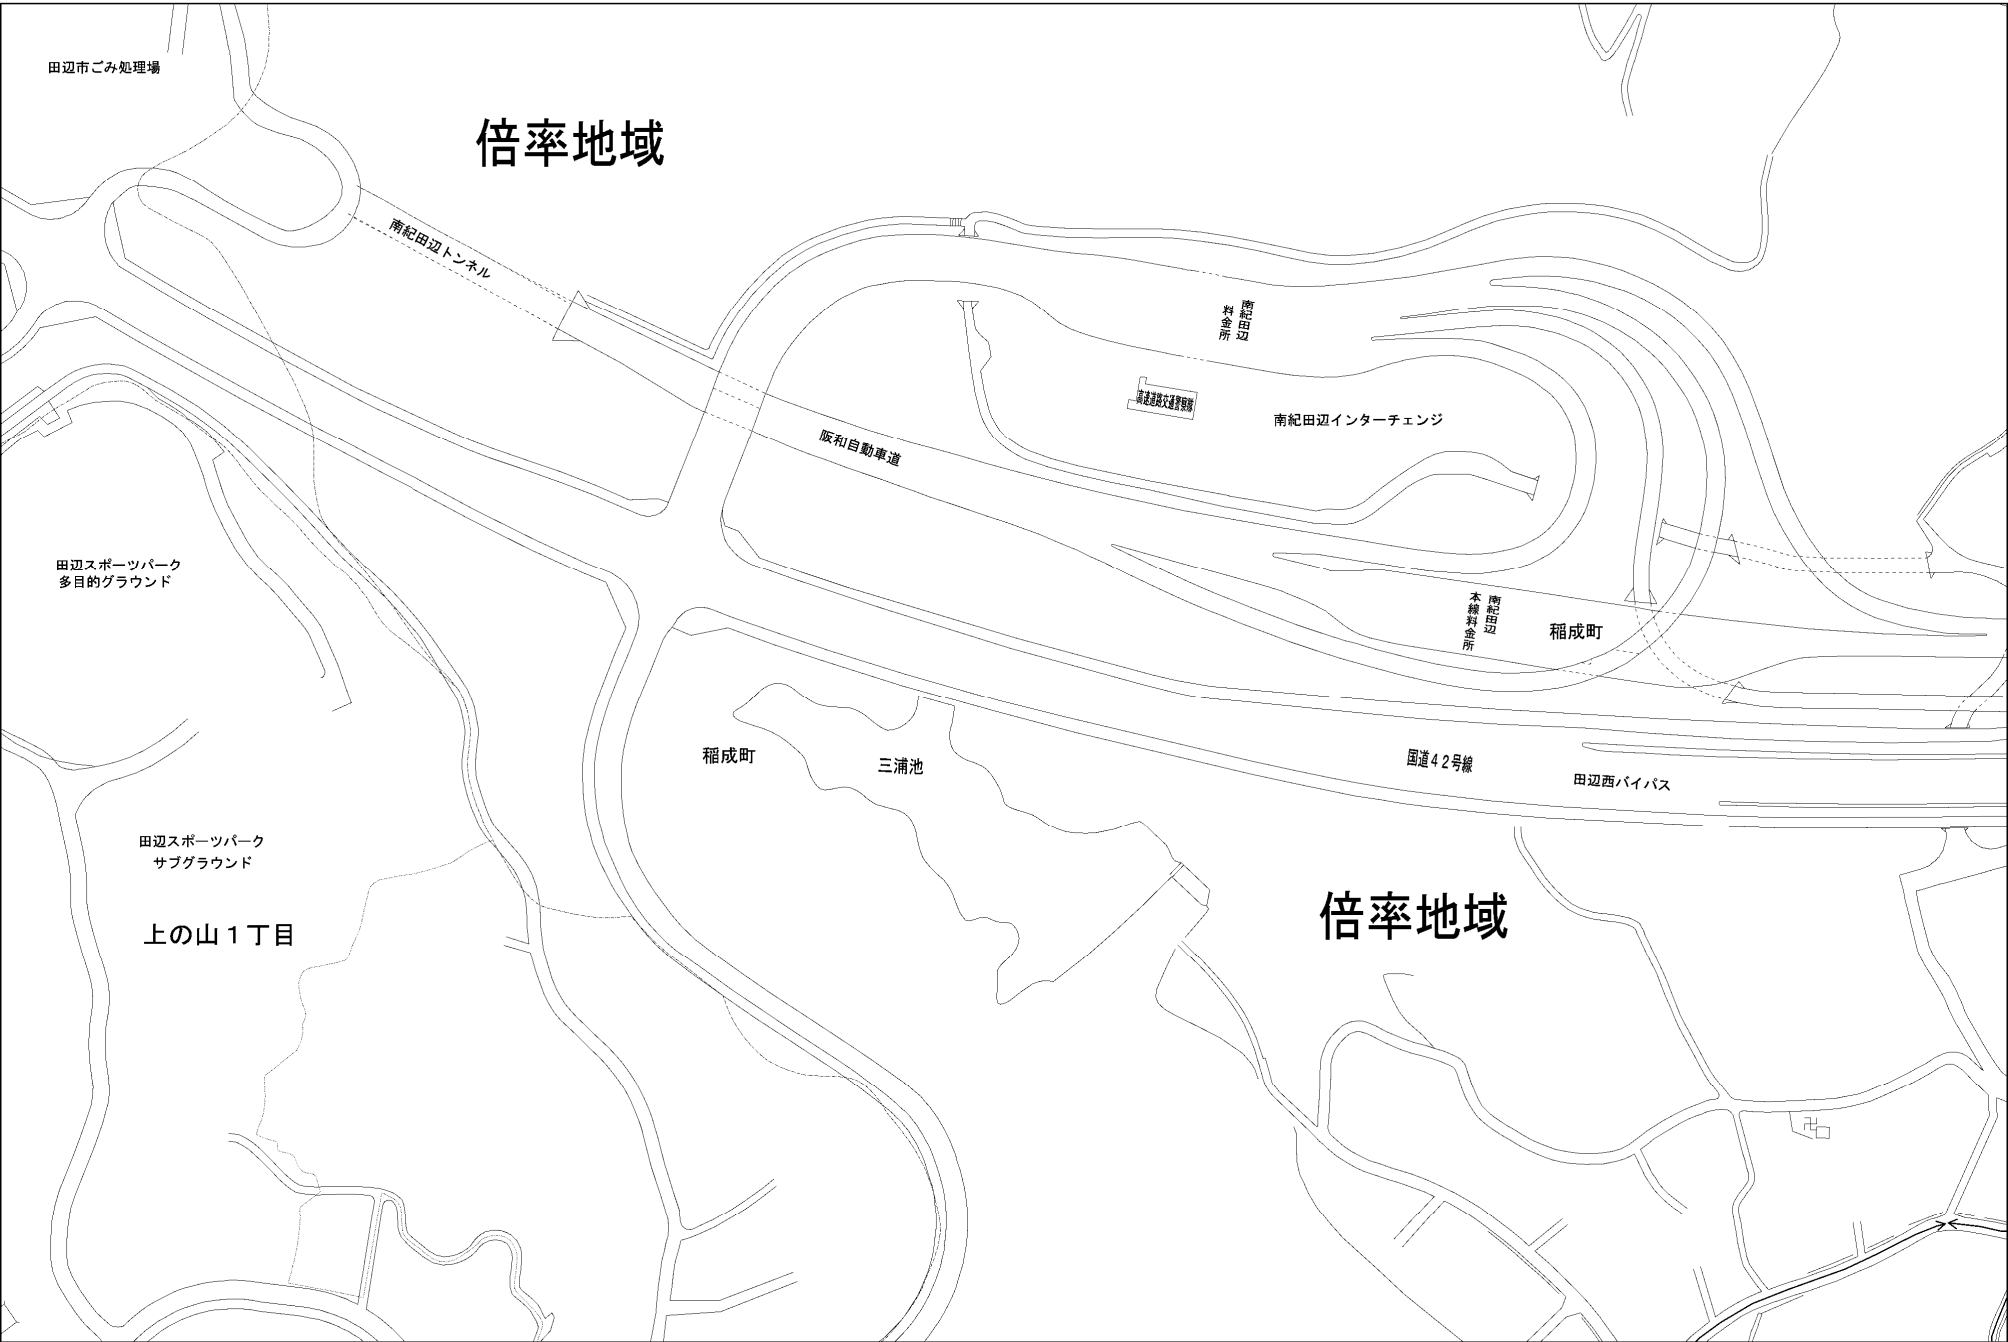 田辺市ごみ処理場
倍率地域
南紀田辺トンネル
南紀田辺
料金所
高速道路交通警察隊
南紀田辺インターチェンジ
阪和自動車道
田辺スポーツパーク
多目的グラウンド
南紀田辺
本線料金所
稲成町
稲成町
三浦池
国道42号線
田辺西バイパス
田辺スポーツパーク
サブグラウンド
上の山1丁目
倍率地域